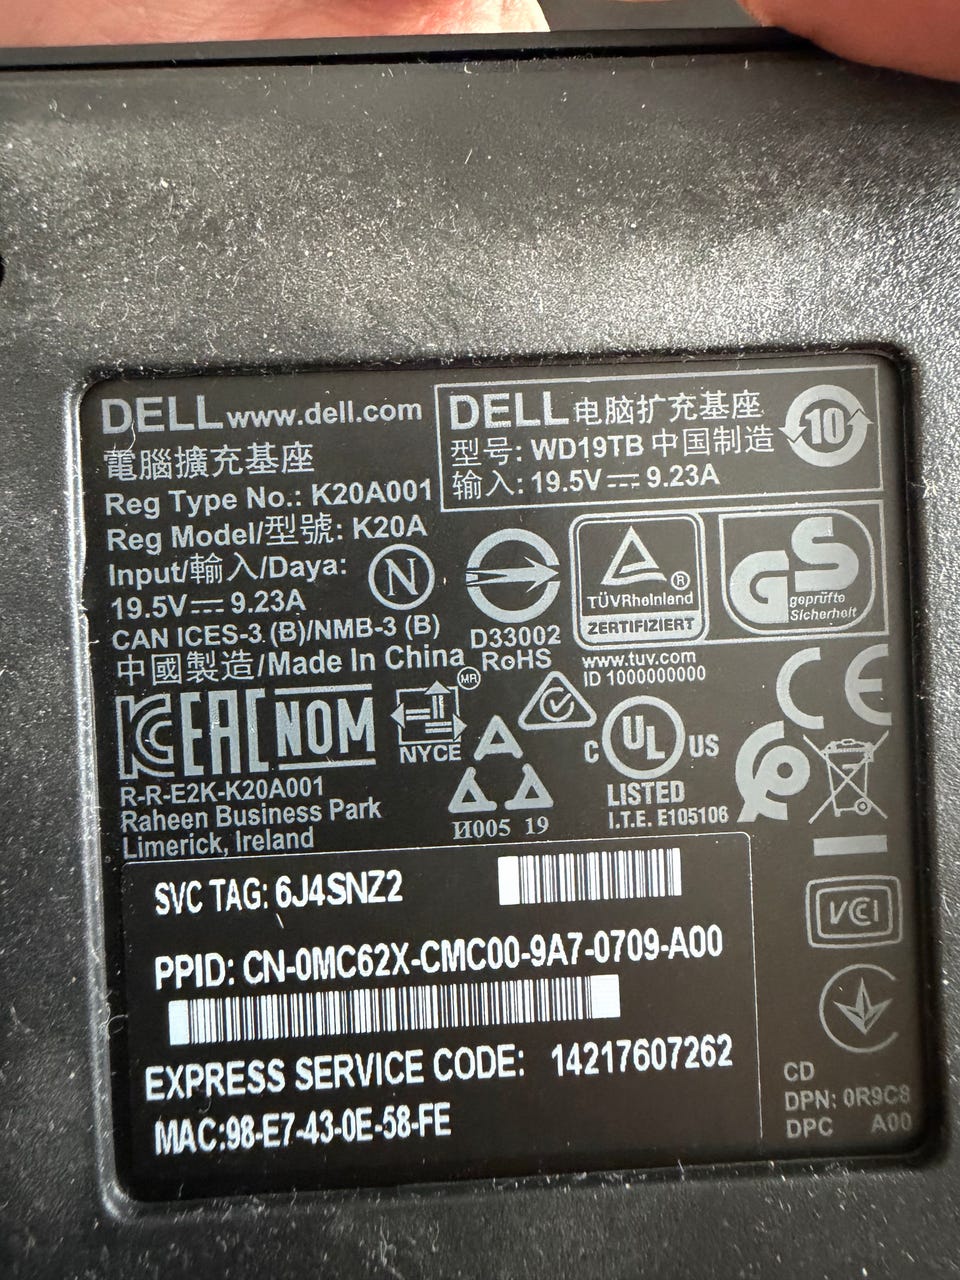 DELL www.dell.com
電腦擴充基座
Reg Type No.: K20A001
Reg Model/型號: K20A
Input/輸入/Daya:
19.5V⎓9.23A
CAN ICES-3 (B)/NMB-3 (B)
中國製造/Made In China
DELL 电脑扩充基座
型号: WD19TB 中国制造
输入: 19.5V⎓9.23A
10
N
D33002
RoHS
TÜVRheinland
®
ZERTIFIZIERT
www.tuv.com
ID 1000000000
GS
geprüfte
Sicherheit
KC
EAC
NOM
NYCE
MR
R-R-E2K-K20A001
Raheen Business Park
Limerick, Ireland
И005 19
C UL US
LISTED
I.T.E. E105106
CE
VCI
SVC TAG: 6J4SNZ2
PPID: CN-0MC62X-CMC00-9A7-0709-A00
EXPRESS SERVICE CODE: 14217607262
MAC:98-E7-43-0E-58-FE
CD
DPN: 0R9C8
DPC A00